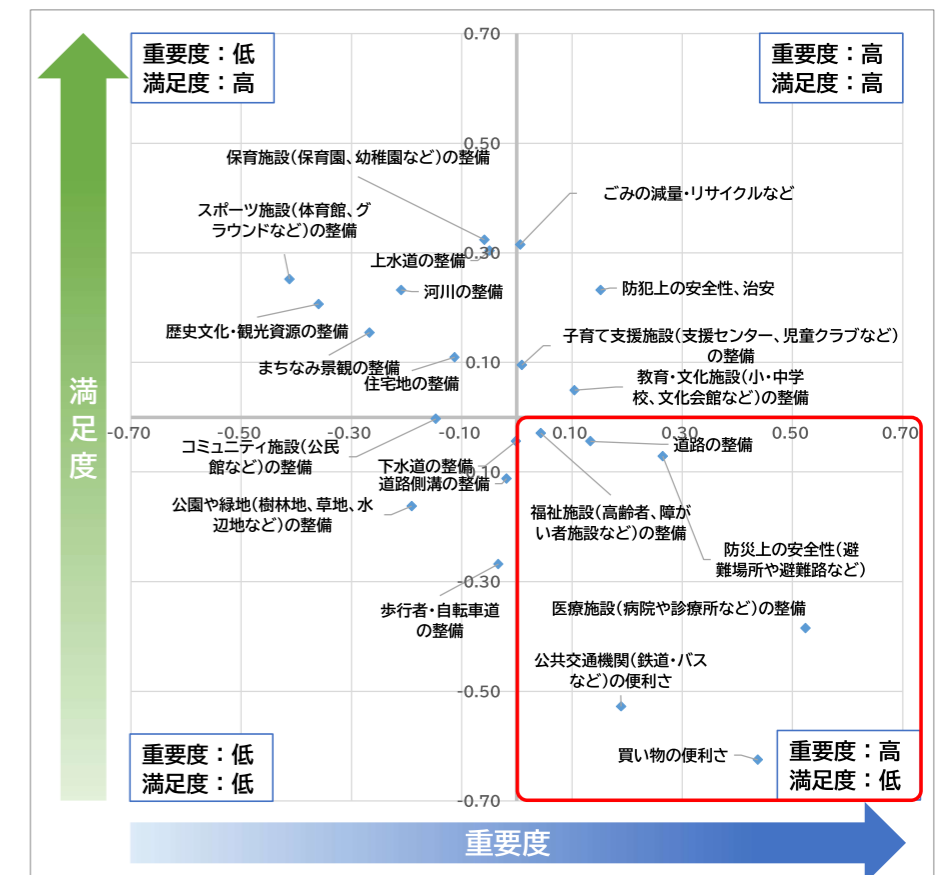 0.70
重要度：低
満足度：高
重要度：高
満足度：高
0.50
保育施設（保育園、幼稚園など）の整備
ごみの減量・リサイクルなど
スポーツ施設（体育館、グ
ラウンドなど）の整備
0.30
上水道の整備
河川の整備
防犯上の安全性、治安
歴史文化・観光資源の整備
子育て支援施設（支援センター、児童クラブなど）
の整備
まちなみ景観の整備
0.10
住宅地の整備
教育・文化施設（小・中学
校、文化会館など）の整備
満足度
-0.70
-0.50
-0.30
-0.10
0.10
0.30
0.50
0.70
コミュニティ施設（公民
館など）の整備
道路の整備
下水道の整備
-0.10
道路側溝の整備
公園や緑地（樹林地、草地、水
辺地など）の整備
福祉施設（高齢者、障が
い者施設など）の整備
防災上の安全性（避
難場所や避難路など）
-0.30
歩行者・自転車道
の整備
医療施設（病院や診療所など）の整備
公共交通機関（鉄道・バス
など）の便利さ
-0.50
買い物の便利さ
重要度：低
満足度：低
重要度：高
満足度：低
-0.70
重要度